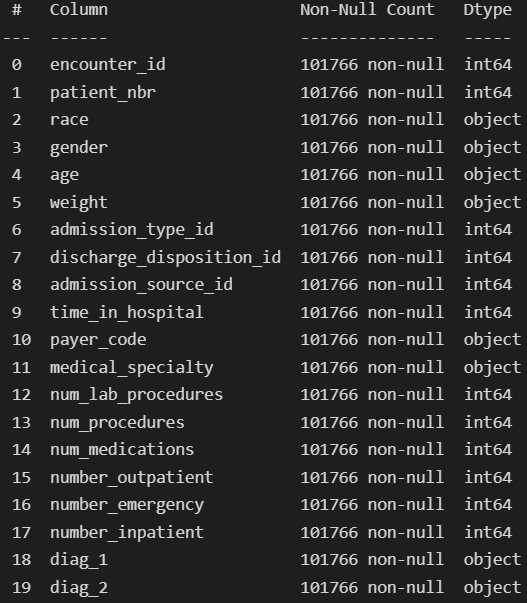 #   Column                    Non-Null Count   Dtype
---  ------                    --------------   -----
 0   encounter_id              101766 non-null  int64
 1   patient_nbr               101766 non-null  int64
 2   race                      101766 non-null  object
 3   gender                    101766 non-null  object
 4   age                       101766 non-null  object
 5   weight                    101766 non-null  object
 6   admission_type_id         101766 non-null  int64
 7   discharge_disposition_id  101766 non-null  int64
 8   admission_source_id       101766 non-null  int64
 9   time_in_hospital          101766 non-null  int64
 10  payer_code                101766 non-null  object
 11  medical_specialty         101766 non-null  object
 12  num_lab_procedures        101766 non-null  int64
 13  num_procedures            101766 non-null  int64
 14  num_medications           101766 non-null  int64
 15  number_outpatient         101766 non-null  int64
 16  number_emergency          101766 non-null  int64
 17  number_inpatient          101766 non-null  int64
 18  diag_1                    101766 non-null  object
 19  diag_2                    101766 non-null  object